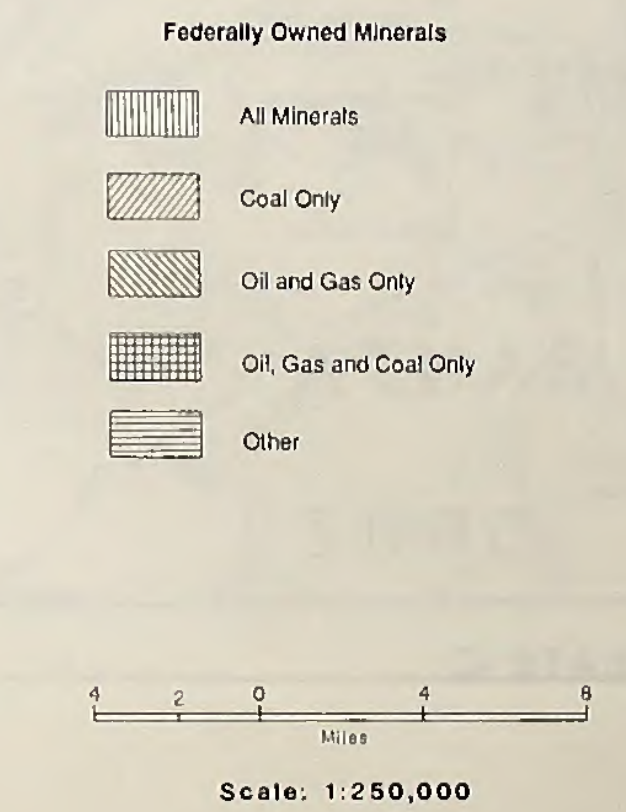 Federally Owned Minerals
All Minerals
Coal Only
Oil and Gas Only
Oil, Gas and Coal Only
Other
4 2 0 4 8
Miles
Scale: 1:250,000